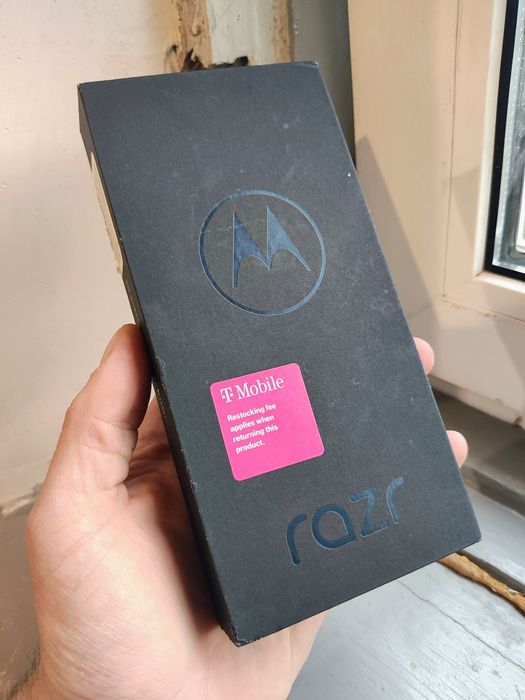 T Mobile
Restocking fee
applies when
returning this
product.
razr